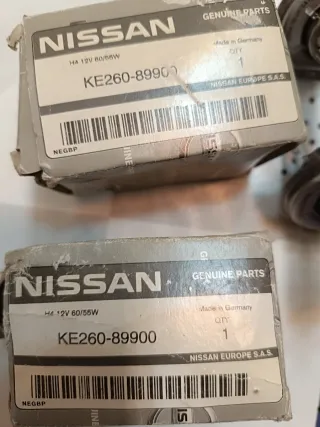 NISSAN
GENUINE PARTS
H4 12V 60/55W
Made in Germany
KE260-89900
QTY
1
NISSAN EUROPE S.A.S.
NEGBP
NISSAN
GENUINE PARTS
H4 12V 60/55W
Made in Germany
KE260-89900
QTY
1
NISSAN EUROPE S.A.S.
NEGBP